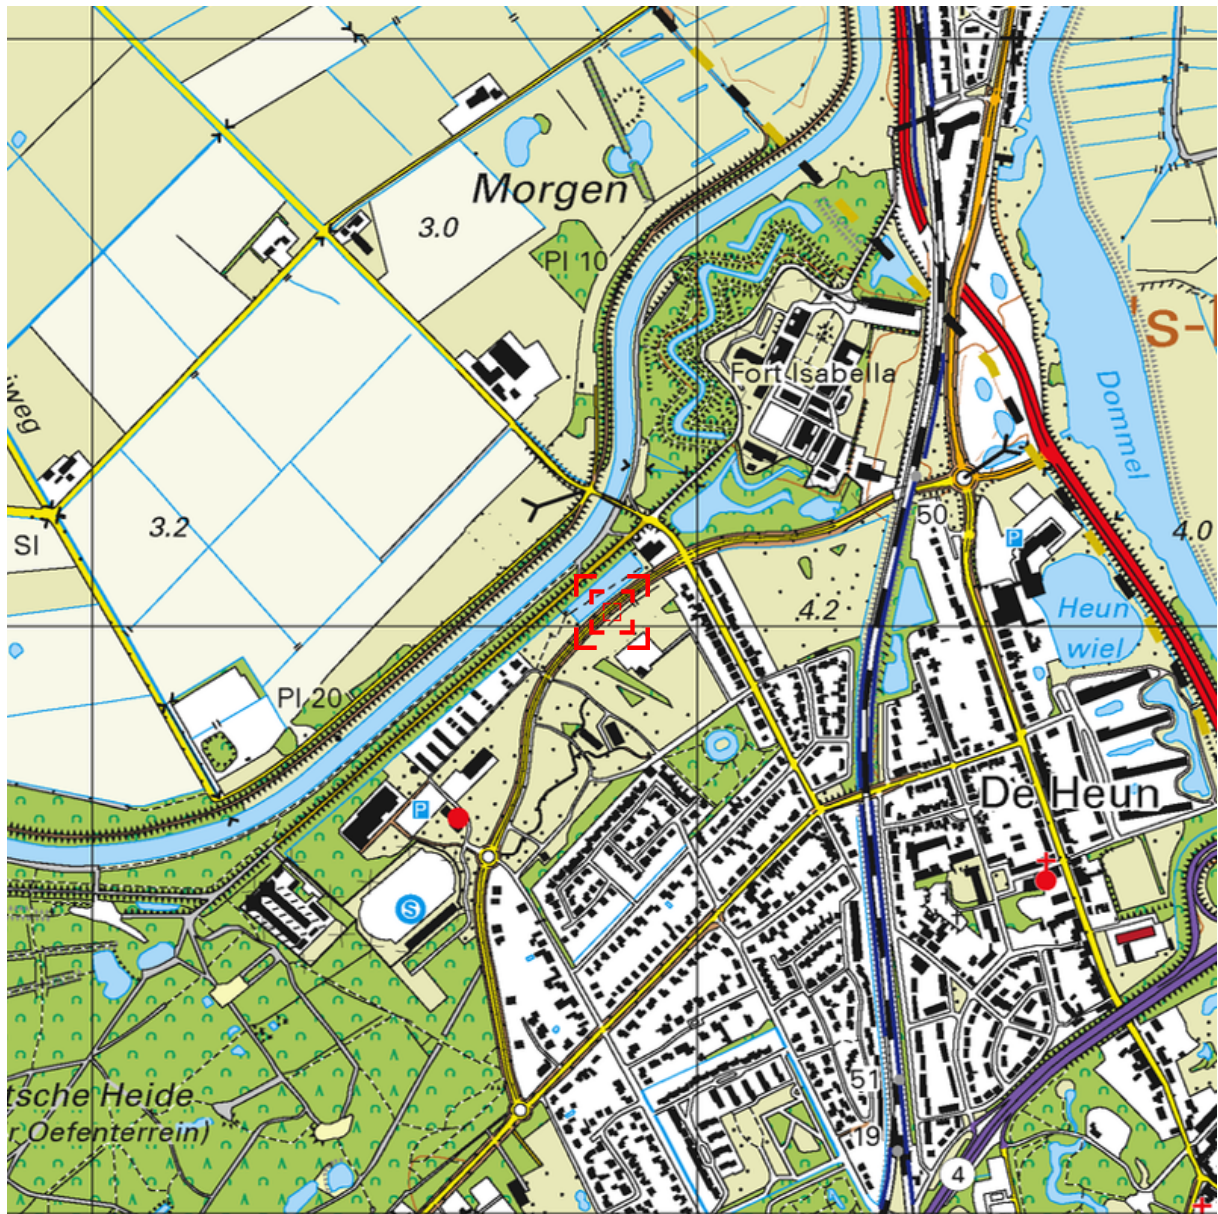 Morgen
3.0
Pl 10
's-
Fort Isabella
Dommel
weg
3.2
50
P
4.0
Sl
4.2
Heun
wiel
Pl 20
De Heun
P
S
tsche Heide
r Oefenterrein)
51
19
4